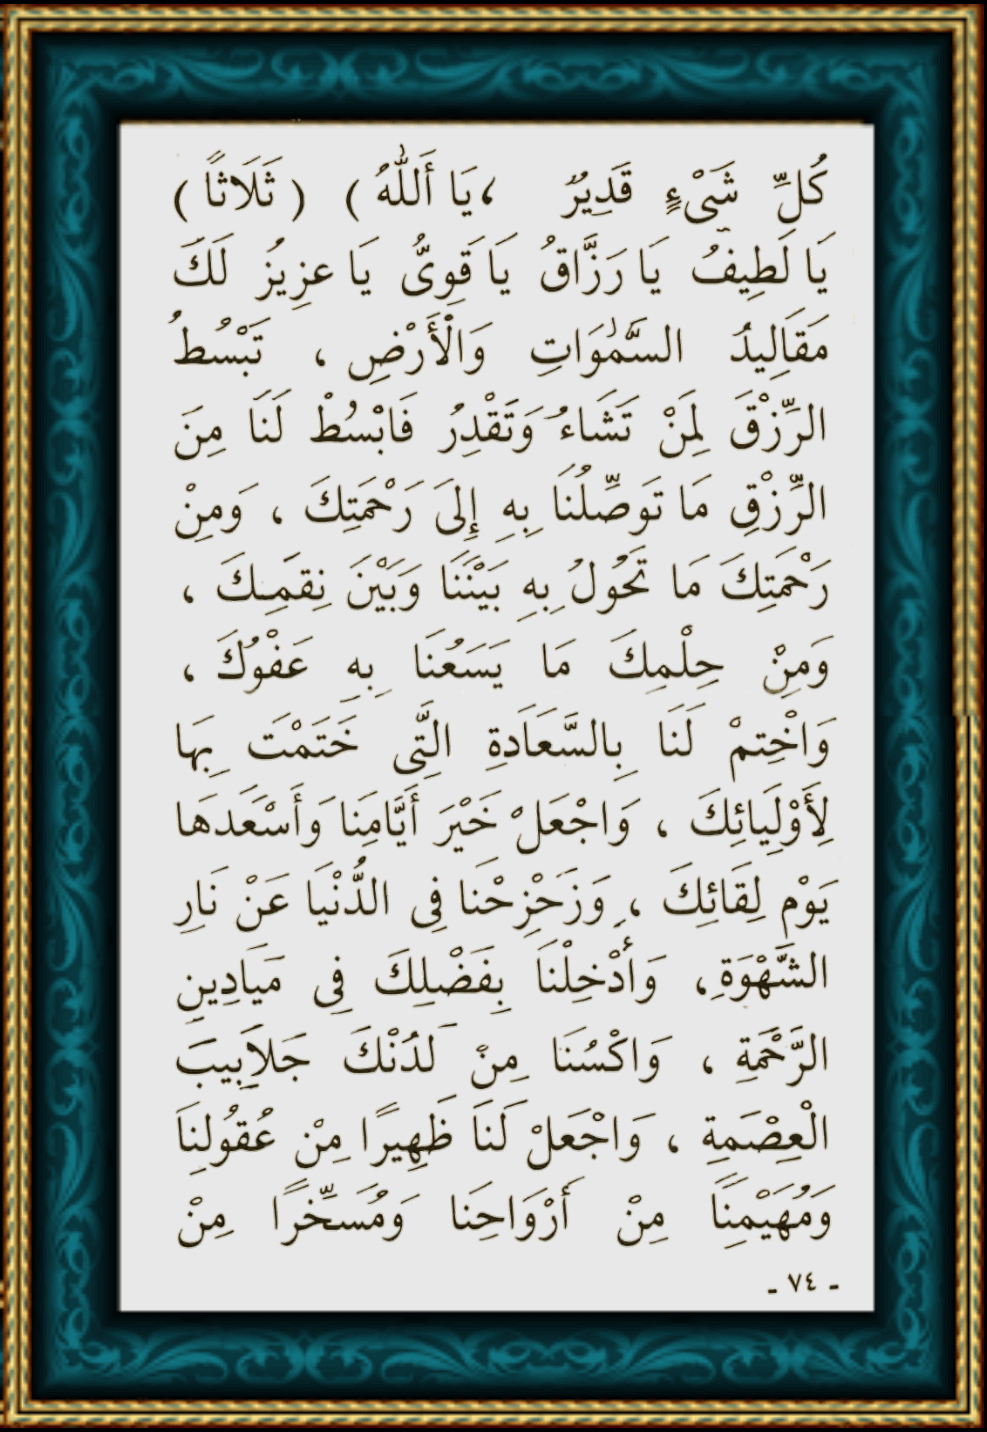 كُلِّ شَىْءٍ قَدِيرٌ ، يَا أَللّٰهُ ) ( ثَلَاثًا )
يَا لَطِيفُ يَا رَزَّاقُ يَا قَوِىُّ يَا عزِيزُ لَكَ
مَقَالِيدُ السَّمٰوَاتِ وَالْأَرْضِ ، تَبْسُطُ
الرِّزْقَ لِمَنْ تَشَاءُ وَتَقْدِرُ فَابْسُطْ لَنَا مِنَ
الرِّزْقِ مَا تَوَصِّلُنَا بِهِ إِلَى رَحْمَتِكَ ، وَمِنْ
رَحْمَتِكَ مَا تَحُولُ بِهِ بَيْنَنَا وَبَيْنَ نِقَمِـكَ ،
وَمِنْ حِلْمِكَ مَا يَسَعُنَا بِهِ عَفْوُكَ ،
وَاخْتِمْ لَنَا بِالسَّعَادَةِ الَّتِى خَتَمْتَ بِهَا
لِأَوْلِيَائِكَ ، وَاجْعَلْ خَيْرَ أَيَّامِنَا وَأَسْعَدَهَا
يَوْمِ لِقَائِكَ ، وَزَحْزِحْنَا فِى الدُّنْيَا عَنْ نَارِ
الشَّهْوَةِ ، وَأَدْخِلْنَا بِفَضْلِكَ فِى مَيَادِينِ
الرَّحْمَةِ ، وَاكْسُنَا مِنْ لَدُنْكَ جَلَابِيبَ
الْعِصْمَةِ ، وَاجْعَلْ لَنَا ظَهِيرًا مِنْ عُقُولِنَا
وَمُهَيْمِنًا مِنْ أَرْوَاحِنَا وَمُسَخِّرًا مِنْ
- ٧٤ -